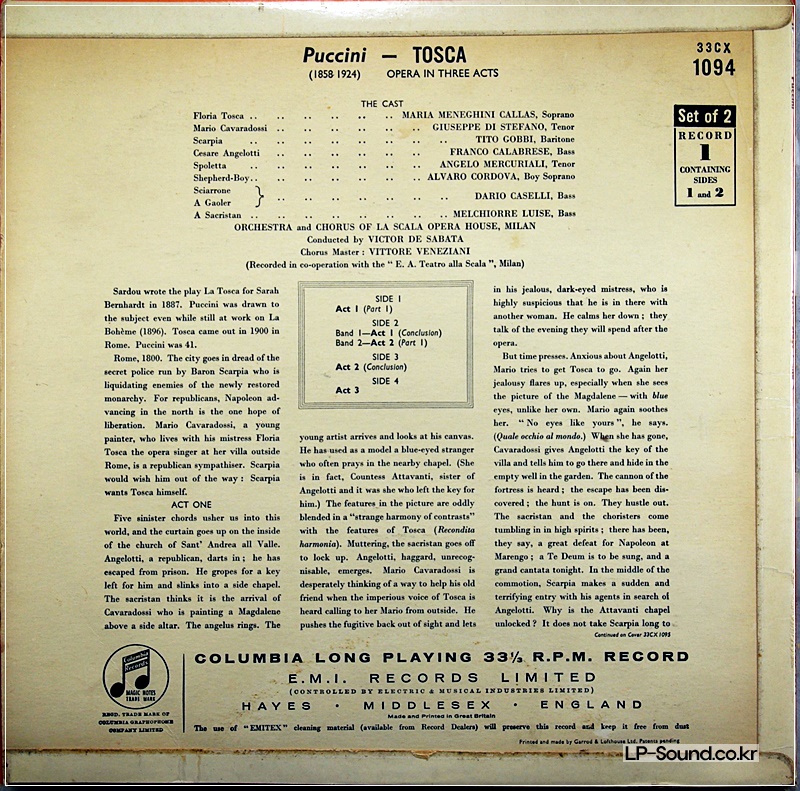 Puccini — TOSCA
(1858 1924) OPERA IN THREE ACTS
33CX
1094
Set of 2
RECORD
1
CONTAINING
SIDES
1 and 2
THE CAST
Floria Tosca .. .. .. .. .. .. MARIA MENEGHINI CALLAS, Soprano
Mario Cavaradossi .. .. .. .. .. .. GIUSEPPE DI STEFANO, Tenor
Scarpia .. .. .. .. .. .. .. TITO GOBBI, Baritone
Cesare Angelotti .. .. .. .. .. .. FRANCO CALABRESE, Bass
Spoletta .. .. .. .. .. .. ANGELO MERCURIALI, Tenor
Shepherd-Boy .. .. .. .. .. .. .. ALVARO CORDOVA, Boy Soprano
Sciarrone
A Gaoler } .. .. .. .. .. .. DARIO CASELLI, Bass
A Sacristan .. .. .. .. .. .. .. MELCHIORRE LUISE, Bass
ORCHESTRA and CHORUS OF LA SCALA OPERA HOUSE, MILAN
Conducted by VICTOR DE SABATA
Chorus Master : VITTORE VENEZIANI
(Recorded in co-operation with the " E. A. Teatro alla Scala ", Milan)
Sardou wrote the play La Tosca for Sarah
Bernhardt in 1887. Puccini was drawn to
the subject even while still at work on La
Bohème (1896). Tosca came out in 1900 in
Rome. Puccini was 41.
Rome, 1800. The city goes in dread of the
secret police run by Baron Scarpia who is
liquidating enemies of the newly restored
monarchy. For republicans, Napoleon ad-
vancing in the north is the one hope of
liberation. Mario Cavaradossi, a young
painter, who lives with his mistress Floria
Tosca the opera singer at her villa outside
Rome, is a republican sympathiser. Scarpia
would wish him out of the way : Scarpia
wants Tosca himself.
ACT ONE
Five sinister chords usher us into this
world, and the curtain goes up on the inside
of the church of Sant' Andrea all Valle.
Angelotti, a republican, darts in ; he has
escaped from prison. He gropes for a key
left for him and slinks into a side chapel.
The sacristan thinks it is the arrival of
Cavaradossi who is painting a Magdalene
above a side altar. The angelus rings. The
SIDE 1
Act 1 (Part 1)
SIDE 2
Band 1—Act 1 (Conclusion)
Band 2—Act 2 (Part 1)
SIDE 3
Act 2 (Conclusion)
SIDE 4
Act 3
young artist arrives and looks at his canvas.
He has used as a model a blue-eyed stranger
who often prays in the nearby chapel. (She
is in fact, Countess Attavanti, sister of
Angelotti and it was she who left the key for
him.) The features in the picture are oddly
blended in a "strange harmony of contrasts"
with the features of Tosca (Recondita
harmonia). Muttering, the sacristan goes off
to lock up. Angelotti, haggard, unrecog-
nisable, emerges. Mario Cavaradossi is
desperately thinking of a way to help his old
friend when the imperious voice of Tosca is
heard calling to her Mario from outside. He
pushes the fugitive back out of sight and lets
in his jealous, dark-eyed mistress, who is
highly suspicious that he is in there with
another woman. He calms her down ; they
talk of the evening they will spend after the
opera.
But time presses. Anxious about Angelotti,
Mario tries to get Tosca to go. Again her
jealousy flares up, especially when she sees
the picture of the Magdalene — with blue
eyes, unlike her own. Mario again soothes
her. " No eyes like yours ", he says.
(Quale occhio al mondo.) When she has gone,
Cavaradossi gives Angelotti the key of the
villa and tells him to go there and hide in the
empty well in the garden. The cannon of the
fortress is heard ; the escape has been dis-
covered ; the hunt is on. They hustle out.
The sacristan and the choristers come
tumbling in in high spirits ; there has been,
they say, a great defeat for Napoleon at
Marengo ; a Te Deum is to be sung, and a
grand cantata tonight. In the middle of the
commotion, Scarpia makes a sudden and
terrifying entry with his agents in search of
Angelotti. Why is the Attavanti chapel
unlocked ? It does not take Scarpia long to
Continued on Cover 33CX 1095
Columbia
Records
MAGIC NOTES
TRADE MARK
REGD. TRADE MARK OF
COLUMBIA GRAPHOPHONE
COMPANY LIMITED
COLUMBIA LONG PLAYING 33⅓ R.P.M. RECORD
E.M.I. RECORDS LIMITED
(CONTROLLED BY ELECTRIC & MUSICAL INDUSTRIES LIMITED)
HAYES · MIDDLESEX · ENGLAND
Made and Printed in Great Britain
The use of "EMITEX" cleaning material (available from Record Dealers) will preserve this record and keep it free from dust
Printed and made by Garrod & Lofthouse Ltd. Patents pending
LP-Sound.co.kr